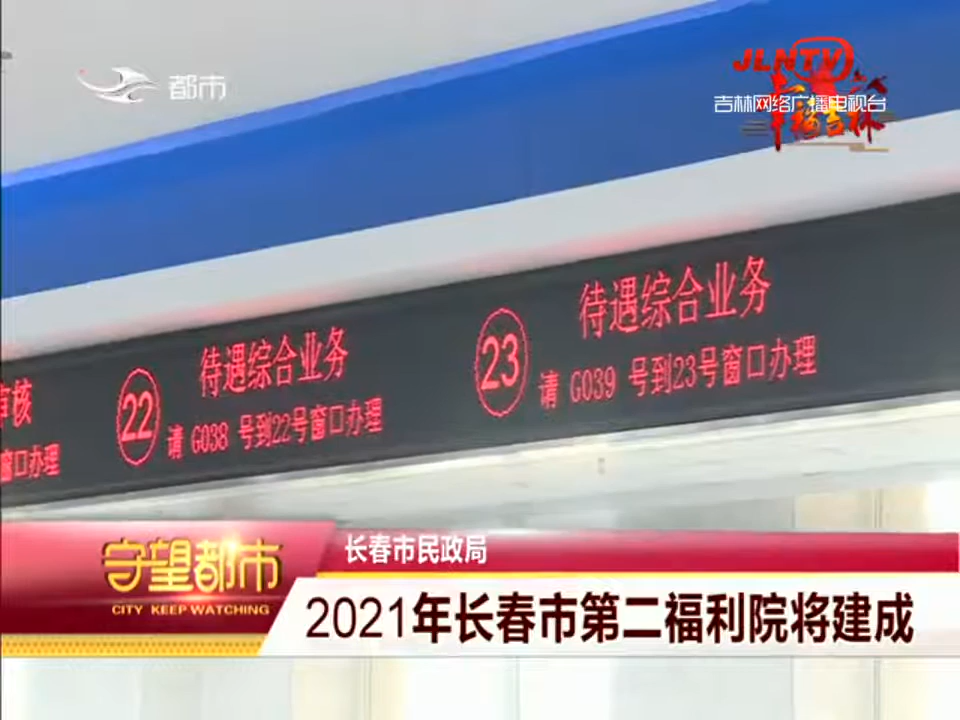 都市
JLNTV
吉林网络广播电视台
幸福吉林
审核
窗口办理
22
待遇综合业务
请 G038 号到22号窗口办理
23
待遇综合业务
请 G039 号到23号窗口办理
守望都市
CITY KEEP WATCHING
长春市民政局
2021年长春市第二福利院将建成